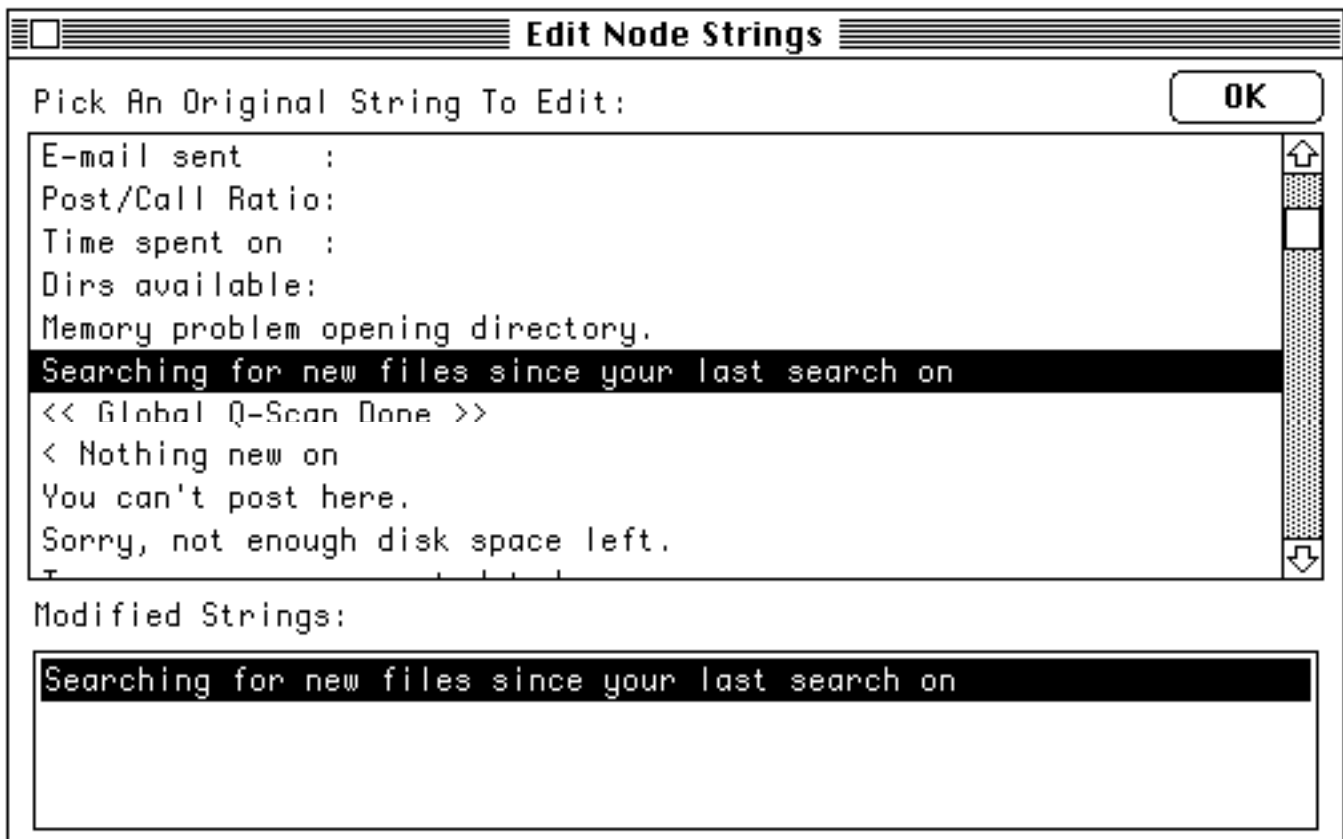 Edit Node Strings
Pick An Original String To Edit:
OK
E-mail sent   :
Post/Call Ratio:
Time spent on  :
Dirs available:
Memory problem opening directory.
Searching for new files since your last search on
<< Global Q-Scan Done >>
< Nothing new on
You can't post here.
Sorry, not enough disk space left.
Modified Strings:
Searching for new files since your last search on